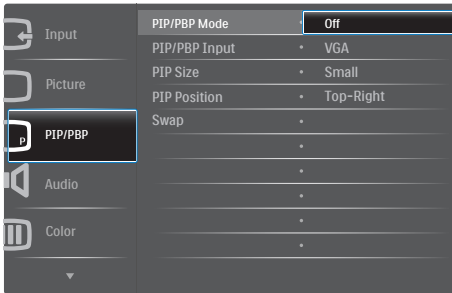 Input
Picture
P
PIP/PBP
Audio
Color
PIP/PBP Mode • Off
PIP/PBP Input • VGA
PIP Size • Small
PIP Position • Top-Right
Swap •